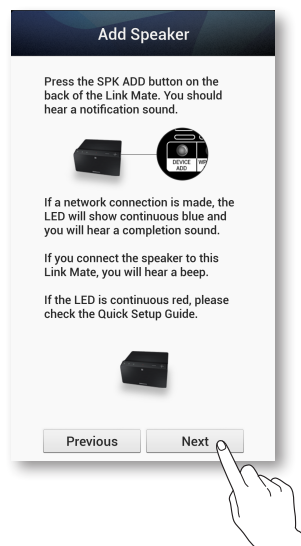 Add Speaker
Press the SPK ADD button on the
back of the Link Mate. You should
hear a notification sound.
DEVICE
ADD
If a network connection is made, the
LED will show continuous blue and
you will hear a completion sound.
If you connect the speaker to this
Link Mate, you will hear a beep.
If the LED is continuous red, please
check the Quick Setup Guide.
Previous Next